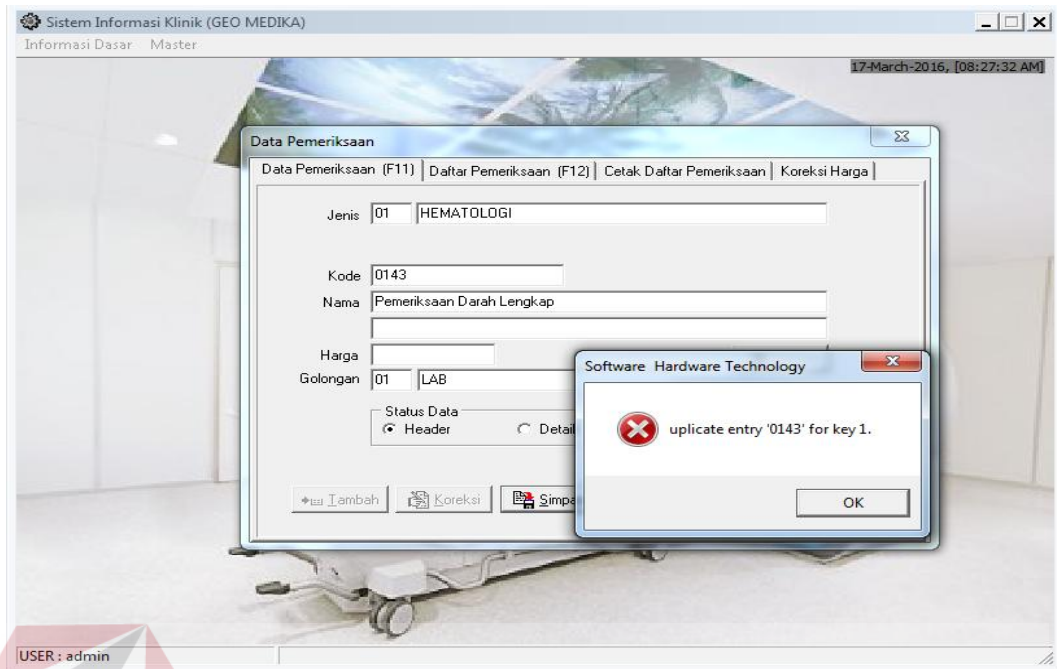 Sistem Informasi Klinik (GEO MEDIKA)
Informasi Dasar Master
17-March-2016, [08:27:32 AM]
Data Pemeriksaan
Data Pemeriksaan (F11) Daftar Pemeriksaan (F12) Cetak Daftar Pemeriksaan Koreksi Harga
Jenis 01 HEMATOLOGI
Kode 0143
Nama Pemeriksaan Darah Lengkap
Harga
Golongan 01 LAB
Status Data
Header Detail
Tambah Koreksi Simpa
Software Hardware Technology
uplicate entry '0143' for key 1.
OK
USER : admin